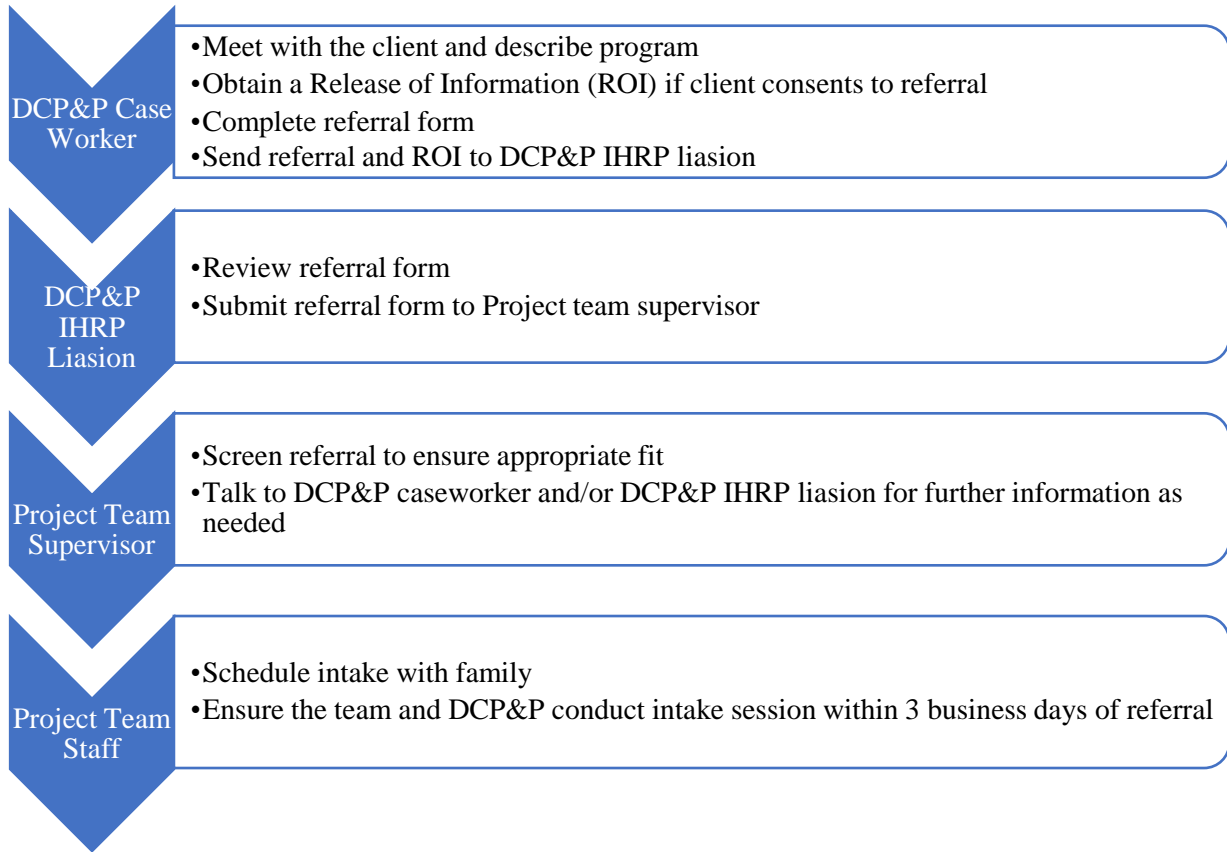 DCP&P Case
Worker
•Meet with the client and describe program
•Obtain a Release of Information (ROI) if client consents to referral
•Complete referral form
•Send referral and ROI to DCP&P IHRP liasion
DCP&P
IHRP
Liasion
•Review referral form
•Submit referral form to Project team supervisor
Project Team
Supervisor
•Screen referral to ensure appropriate fit
•Talk to DCP&P caseworker and/or DCP&P IHRP liasion for further information as
needed
Project Team
Staff
•Schedule intake with family
•Ensure the team and DCP&P conduct intake session within 3 business days of referral